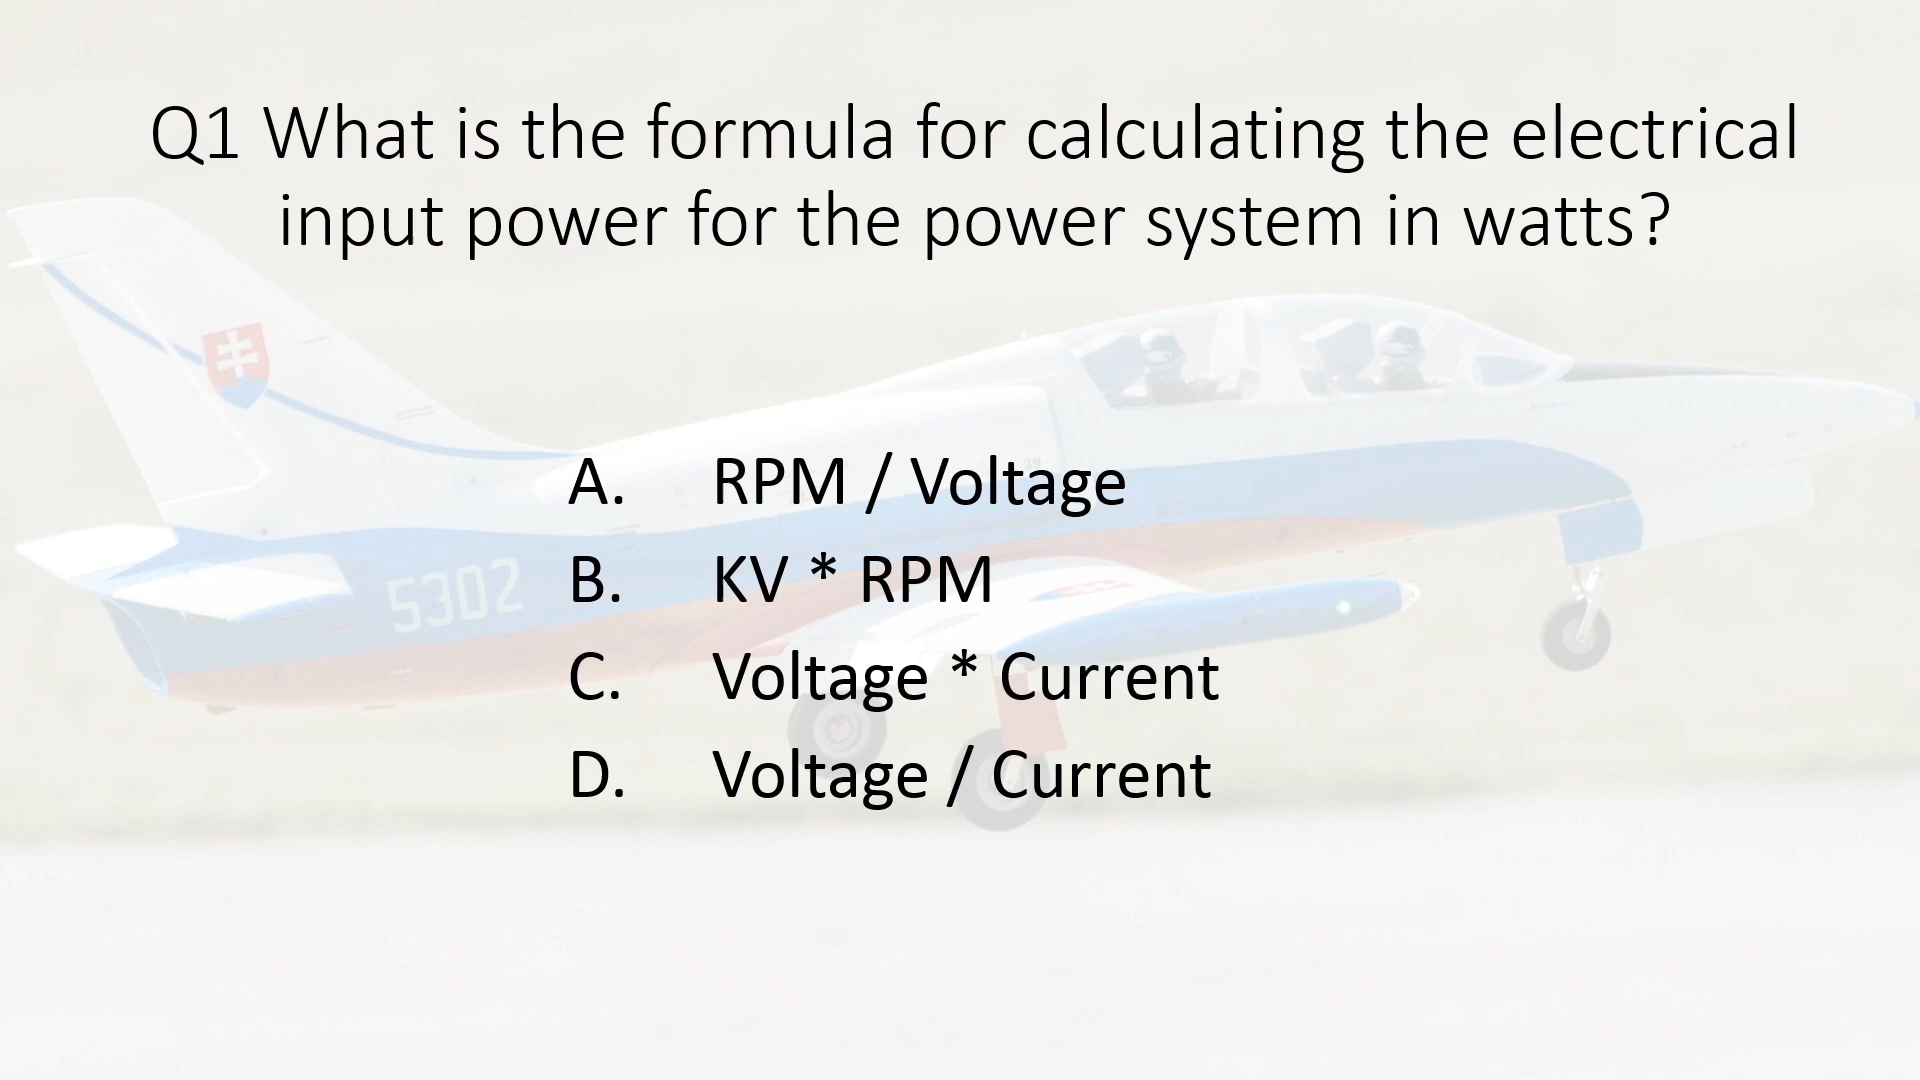 Q1 What is the formula for calculating the electrical
input power for the power system in watts?
A. RPM / Voltage
B. KV * RPM
C. Voltage * Current
D. Voltage / Current
5302
39